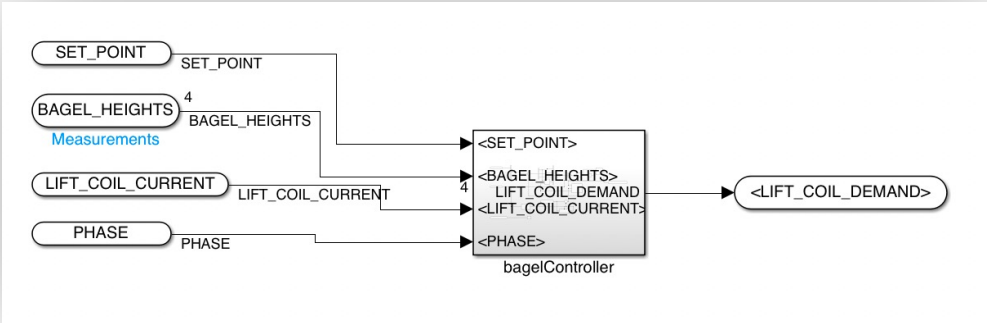 SET_POINT
SET_POINT
4
BAGEL_HEIGHTS
BAGEL_HEIGHTS
Measurements
LIFT_COIL_CURRENT
LIFT_COIL_CURRENT
PHASE
PHASE
4
<SET_POINT>
<BAGEL_HEIGHTS>
LIFT_COIL_DEMAND
<LIFT_COIL_CURRENT>
<PHASE>
bagelController
<LIFT_COIL_DEMAND>